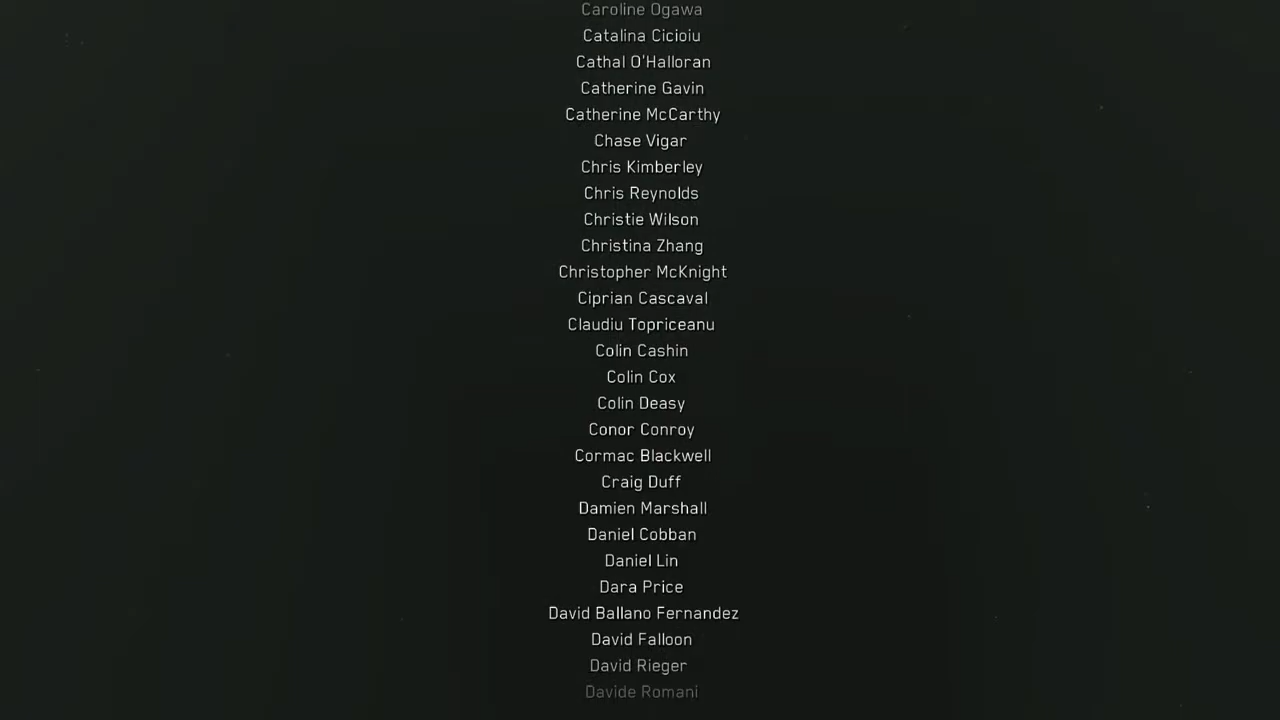 Caroline Ogawa
Catalina Cicioiu
Cathal O'Halloran
Catherine Gavin
Catherine McCarthy
Chase Vigar
Chris Kimberley
Chris Reynolds
Christie Wilson
Christina Zhang
Christopher McKnight
Ciprian Cascaval
Claudiu Topriceanu
Colin Cashin
Colin Cox
Colin Deasy
Conor Conroy
Cormac Blackwell
Craig Duff
Damien Marshall
Daniel Cobban
Daniel Lin
Dara Price
David Ballano Fernandez
David Falloon
David Rieger
Davide Romani